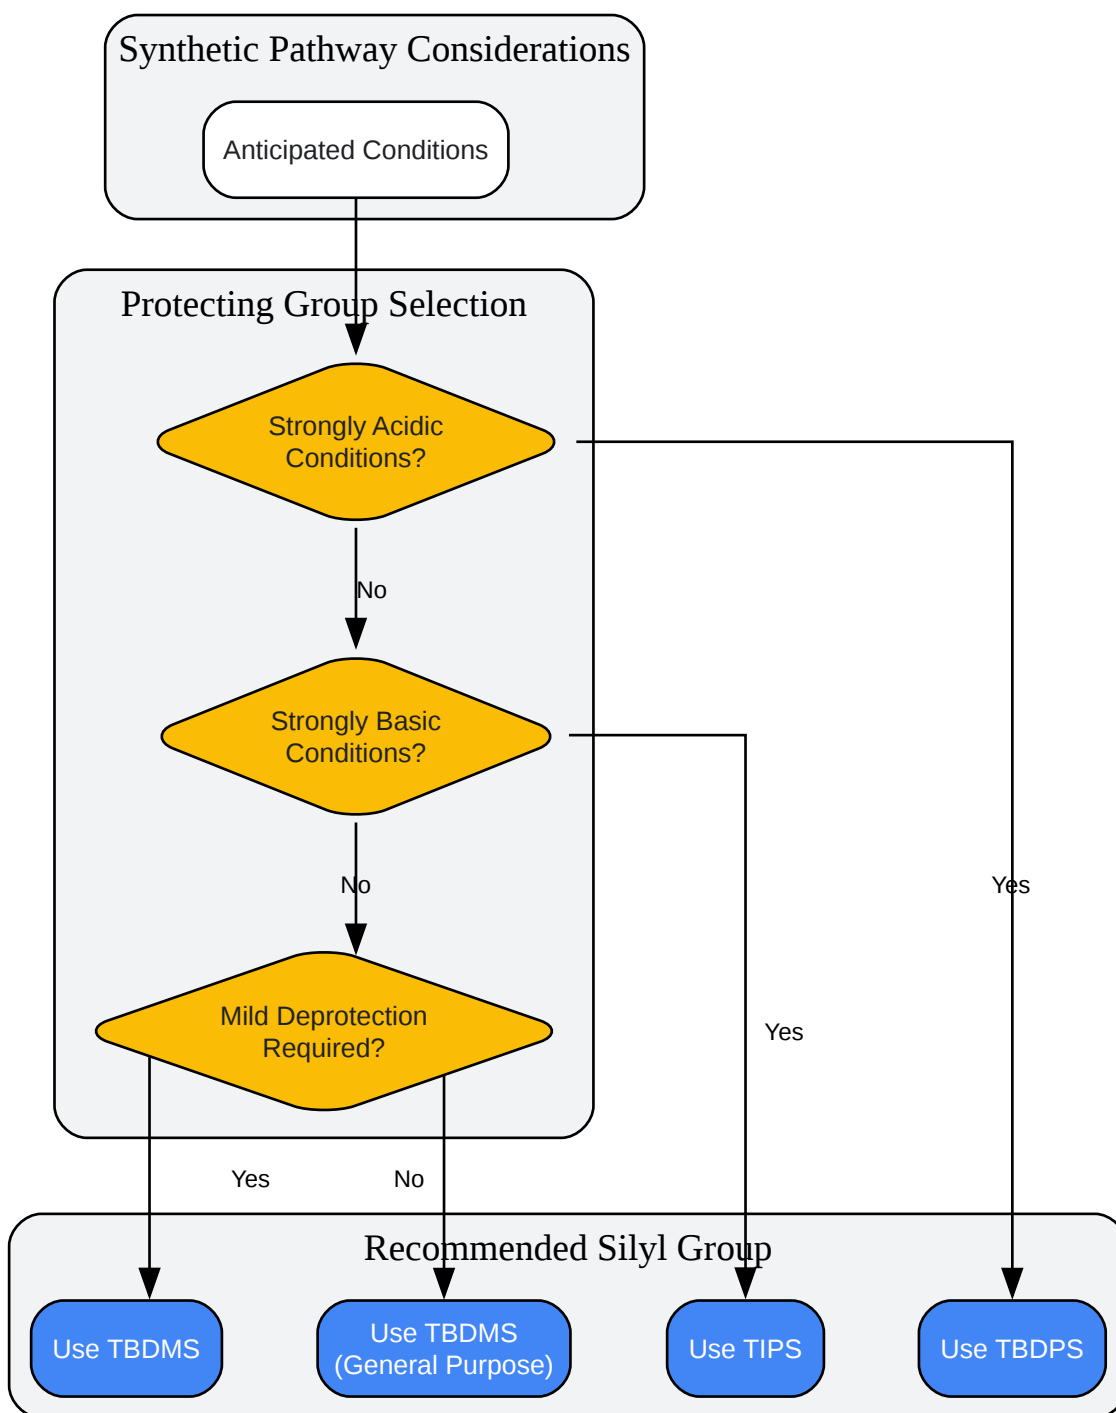 Synthetic Pathway Considerations
Anticipated Conditions
Protecting Group Selection
Strongly Acidic
Conditions?
No
Strongly Basic
Conditions?
No
Yes
Mild Deprotection
Required?
Yes
Yes
No
Recommended Silyl Group
Use TBDMS
Use TBDMS
(General Purpose)
Use TIPS
Use TBDPS